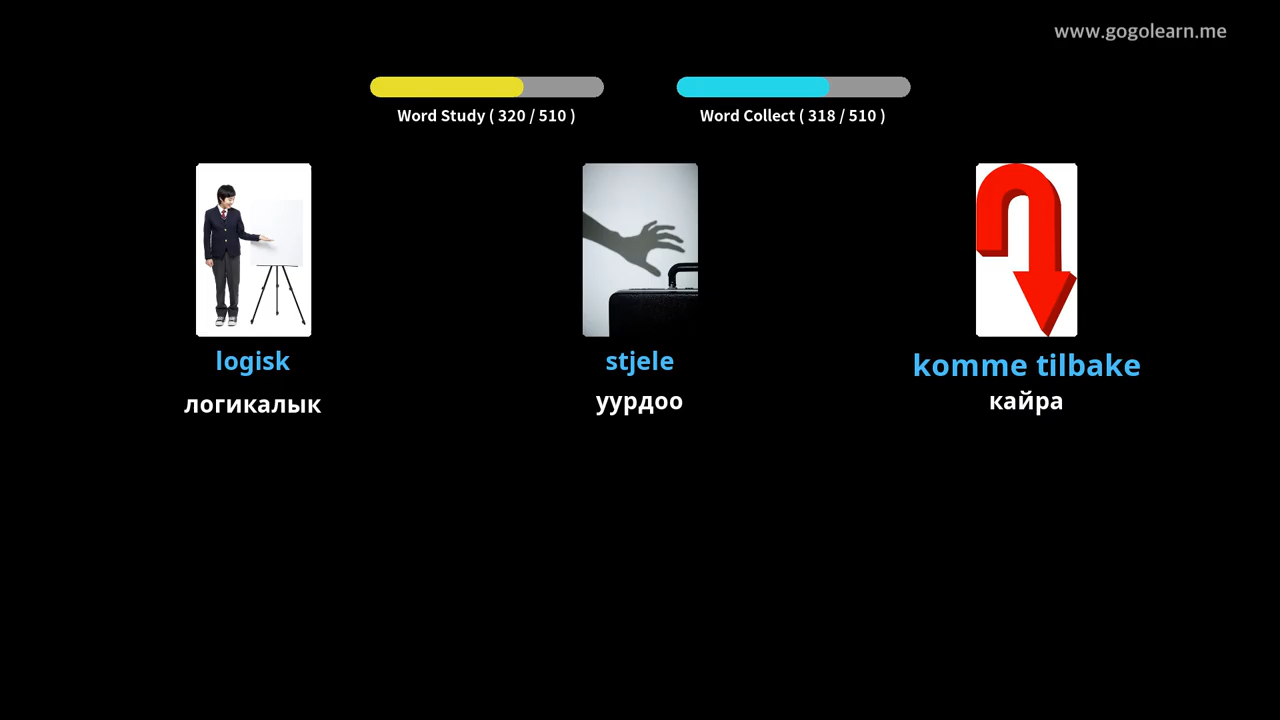 www.gogolearn.me
Word Study ( 320 / 510 )
Word Collect ( 318 / 510 )
logisk
stjele
komme tilbake
логикалык
уурдоо
кайра